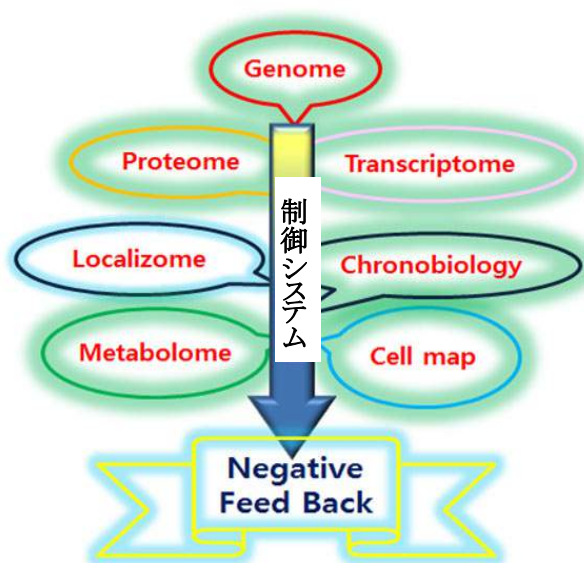 Genome
Proteome
Transcriptome
制御システム
Localizome
Chronobiology
Metabolome
Cell map
Negative
Feed Back